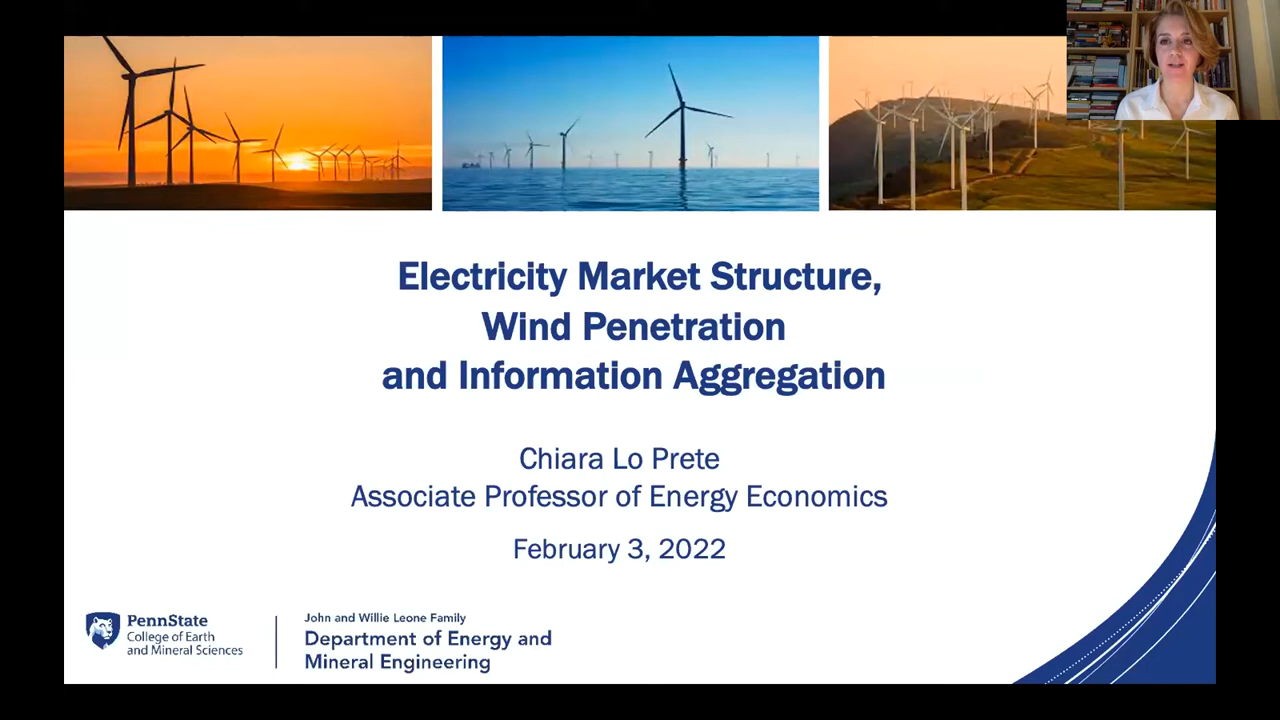 Electricity Market Structure,
Wind Penetration
and Information Aggregation
Chiara Lo Prete
Associate Professor of Energy Economics
February 3, 2022
PennState
College of Earth
and Mineral Sciences
John and Willie Leone Family
Department of Energy and
Mineral Engineering